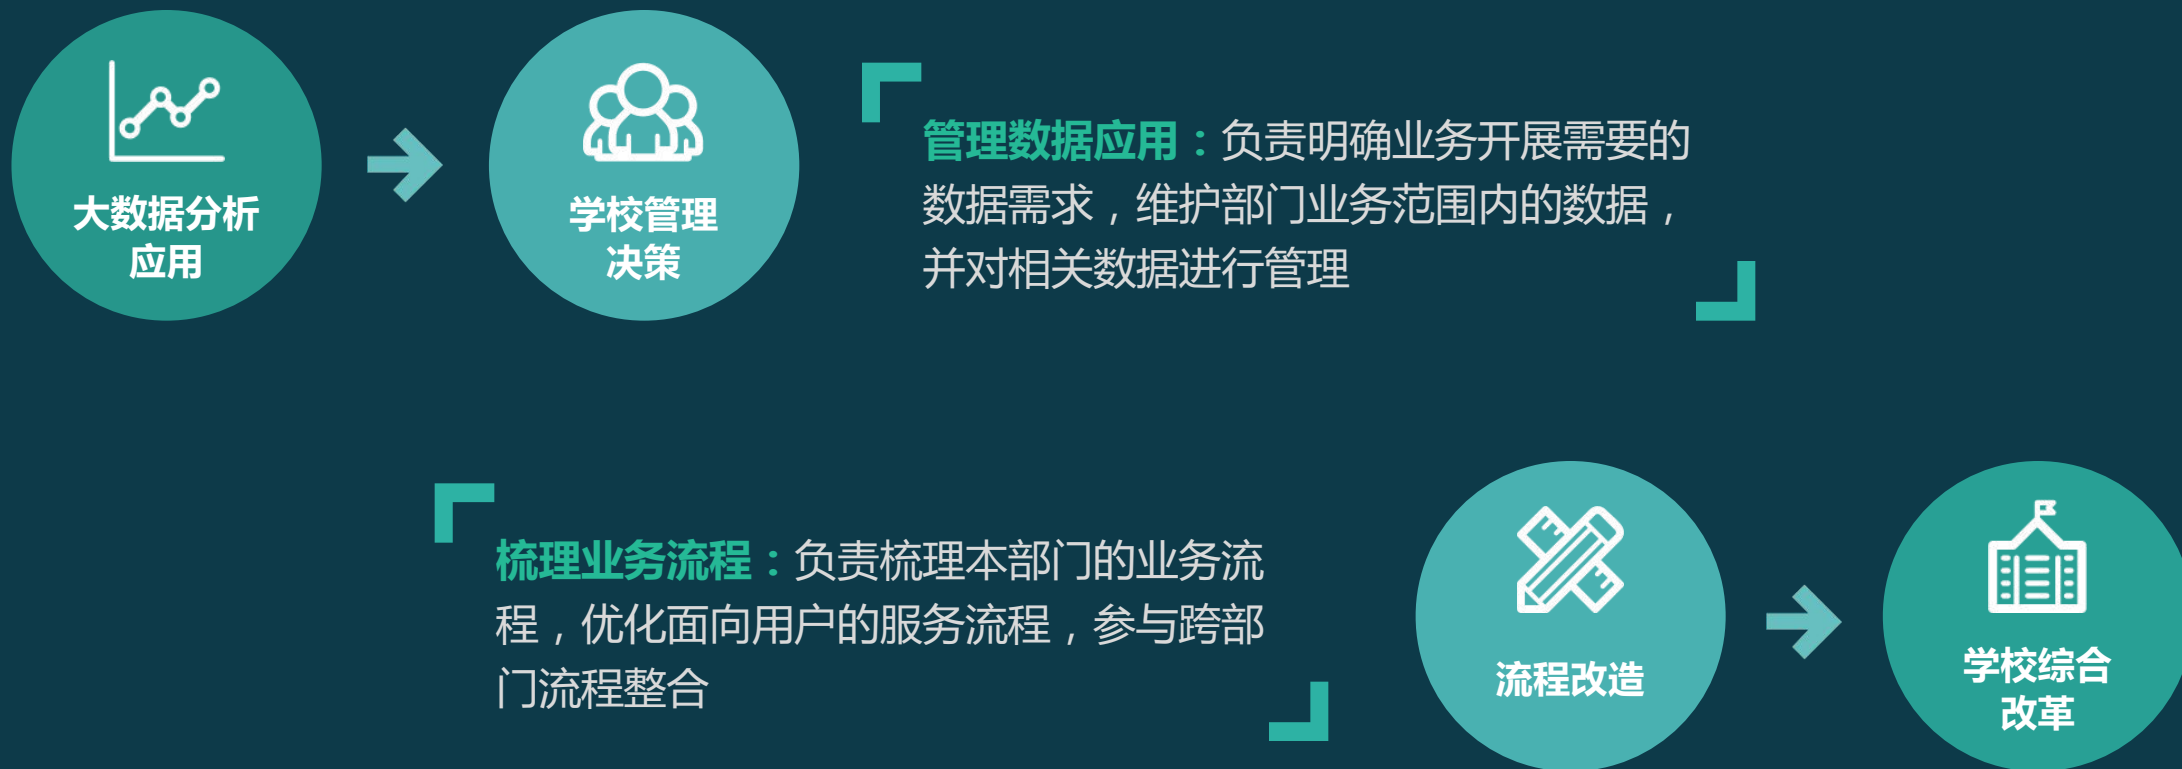 大数据分析
应用
学校管理
决策
管理数据应用：负责明确业务开展需要的
数据需求，维护部门业务范围内的数据，
并对相关数据进行管理
梳理业务流程：负责梳理本部门的业务流
程，优化面向用户的服务流程，参与跨部
门流程整合
流程改造
学校综合
改革